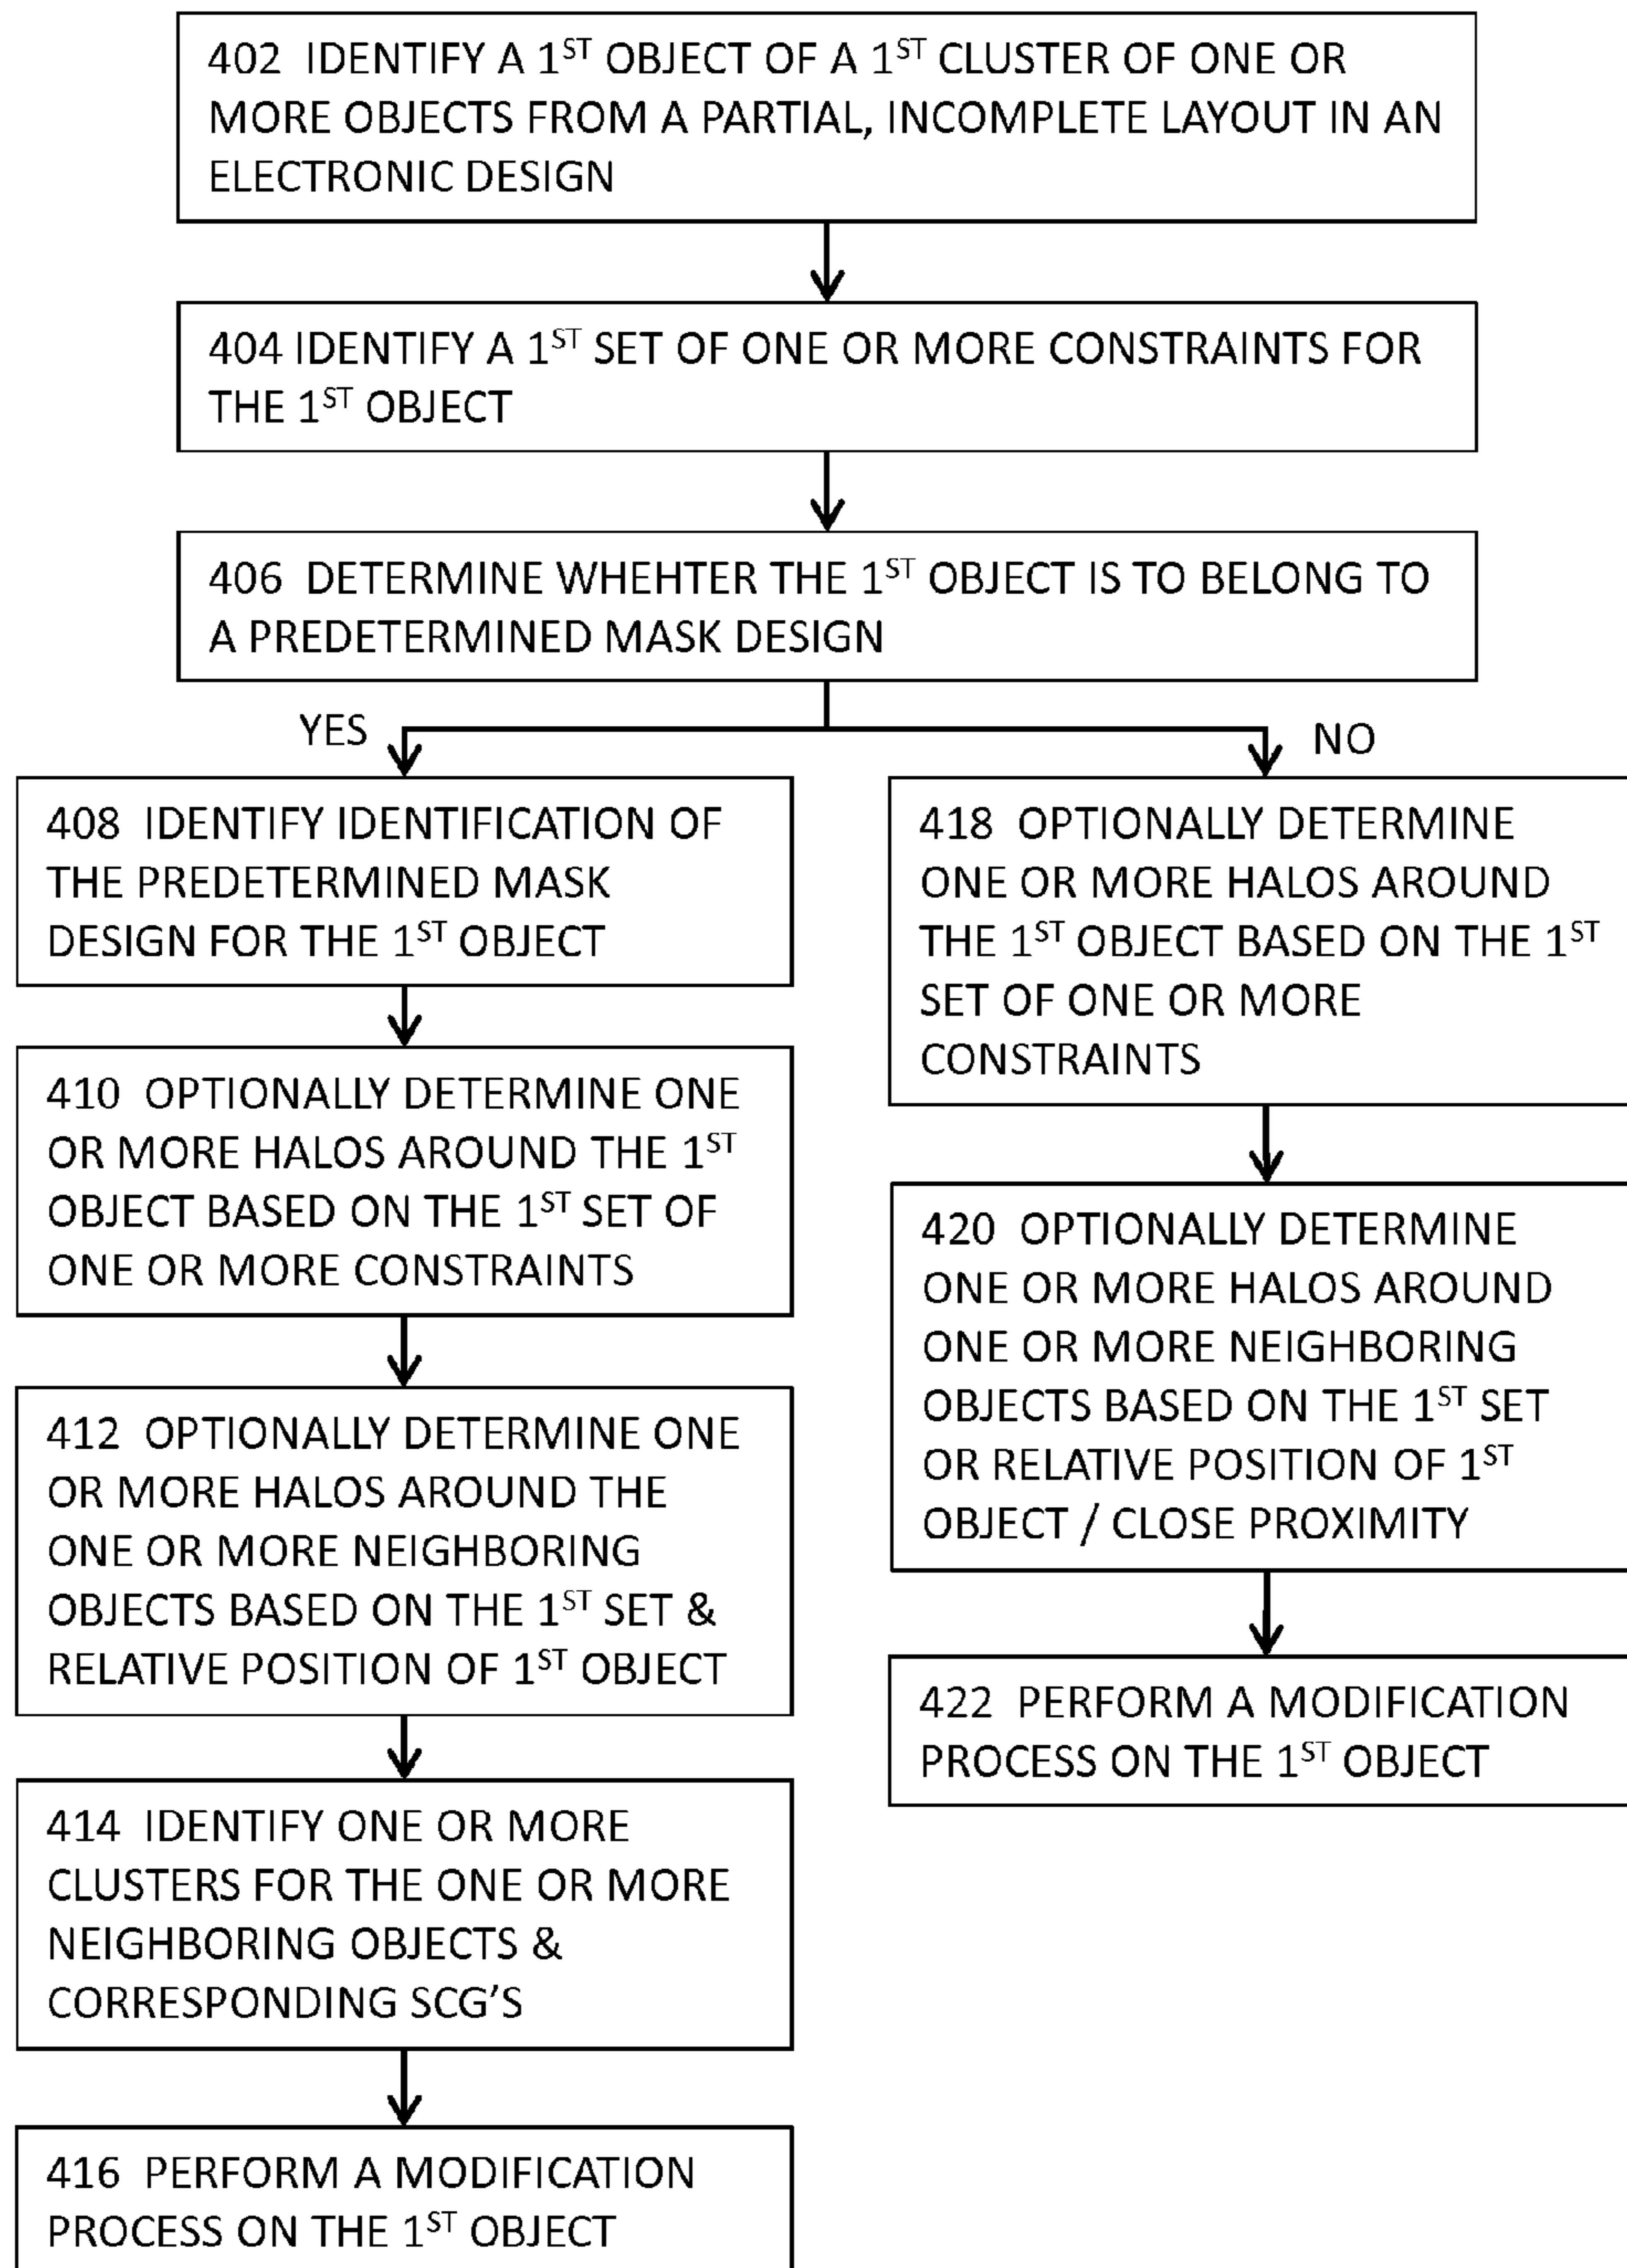 402 IDENTIFY A 1ST OBJECT OF A 1ST CLUSTER OF ONE OR
MORE OBJECTS FROM A PARTIAL, INCOMPLETE LAYOUT IN AN
ELECTRONIC DESIGN
404 IDENTIFY A 1ST SET OF ONE OR MORE CONSTRAINTS FOR
THE 1ST OBJECT
406 DETERMINE WHEHTER THE 1ST OBJECT IS TO BELONG TO
A PREDETERMINED MASK DESIGN
YES
408 IDENTIFY IDENTIFICATION OF
THE PREDETERMINED MASK
DESIGN FOR THE 1ST OBJECT
410 OPTIONALLY DETERMINE ONE
OR MORE HALOS AROUND THE 1ST
OBJECT BASED ON THE 1ST SET OF
ONE OR MORE CONSTRAINTS
412 OPTIONALLY DETERMINE ONE
OR MORE HALOS AROUND THE
ONE OR MORE NEIGHBORING
OBJECTS BASED ON THE 1ST SET &
RELATIVE POSITION OF 1ST OBJECT
414 IDENTIFY ONE OR MORE
CLUSTERS FOR THE ONE OR MORE
NEIGHBORING OBJECTS &
CORRESPONDING SCG'S
416 PERFORM A MODIFICATION
PROCESS ON THE 1ST OBJECT
NO
418 OPTIONALLY DETERMINE
ONE OR MORE HALOS AROUND
THE 1ST OBJECT BASED ON THE 1ST
SET OF ONE OR MORE
CONSTRAINTS
420 OPTIONALLY DETERMINE
ONE OR MORE HALOS AROUND
ONE OR MORE NEIGHBORING
OBJECTS BASED ON THE 1ST SET
OR RELATIVE POSITION OF 1ST
OBJECT / CLOSE PROXIMITY
422 PERFORM A MODIFICATION
PROCESS ON THE 1ST OBJECT